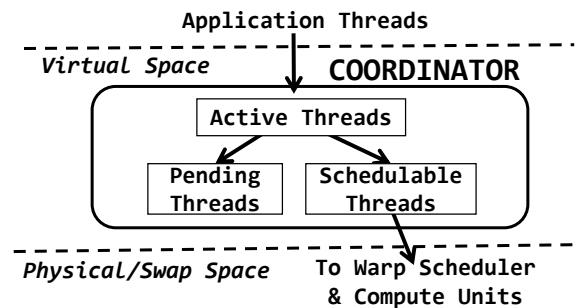 Application Threads
Virtual Space
COORDINATOR
Active Threads
Pending
Threads
Schedulable
Threads
Physical/Swap Space
To Warp Scheduler
& Compute Units